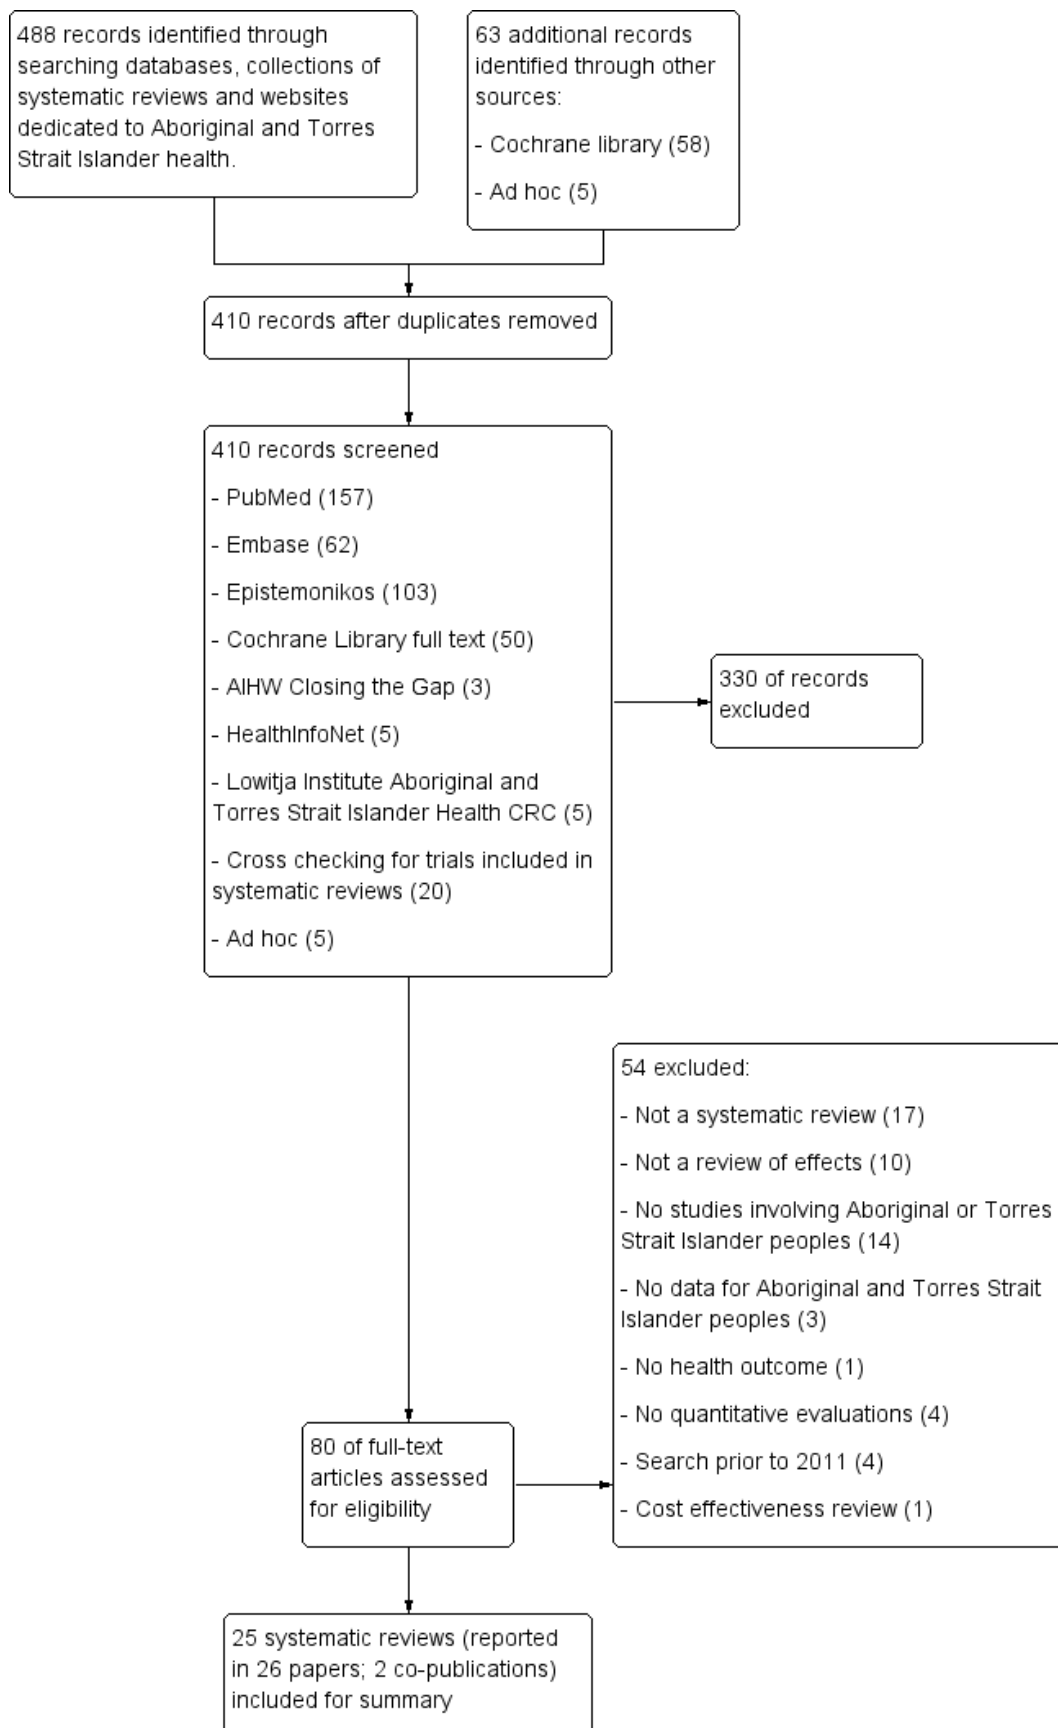 488 records identified through
searching databases, collections of
systematic reviews and websites
dedicated to Aboriginal and Torres
Strait Islander health.
63 additional records
identified through other
sources:
- Cochrane library (58)
- Ad hoc (5)
410 records after duplicates removed
410 records screened
- PubMed (157)
- Embase (62)
- Epistemonikos (103)
- Cochrane Library full text (50)
- AIHW Closing the Gap (3)
- HealthInfoNet (5)
- Lowitja Institute Aboriginal and
Torres Strait Islander Health CRC (5)
- Cross checking for trials included in
systematic reviews (20)
- Ad hoc (5)
330 of records
excluded
80 of full-text
articles assessed
for eligibility
54 excluded:
- Not a systematic review (17)
- Not a review of effects (10)
- No studies involving Aboriginal or Torres
Strait Islander peoples (14)
- No data for Aboriginal and Torres Strait
Islander peoples (3)
- No health outcome (1)
- No quantitative evaluations (4)
- Search prior to 2011 (4)
- Cost effectiveness review (1)
25 systematic reviews (reported
in 26 papers; 2 co-publications)
included for summary